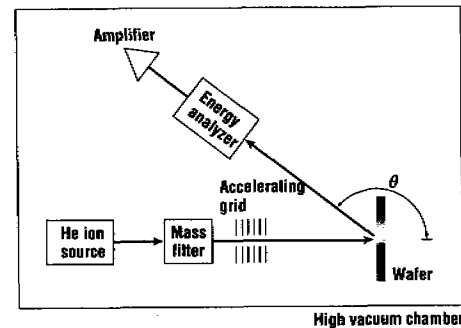 Amplifier
Energy
analyzer
Accelerating
grid
θ
He ion
source
Mass
filter
Wafer
High vacuum chamber